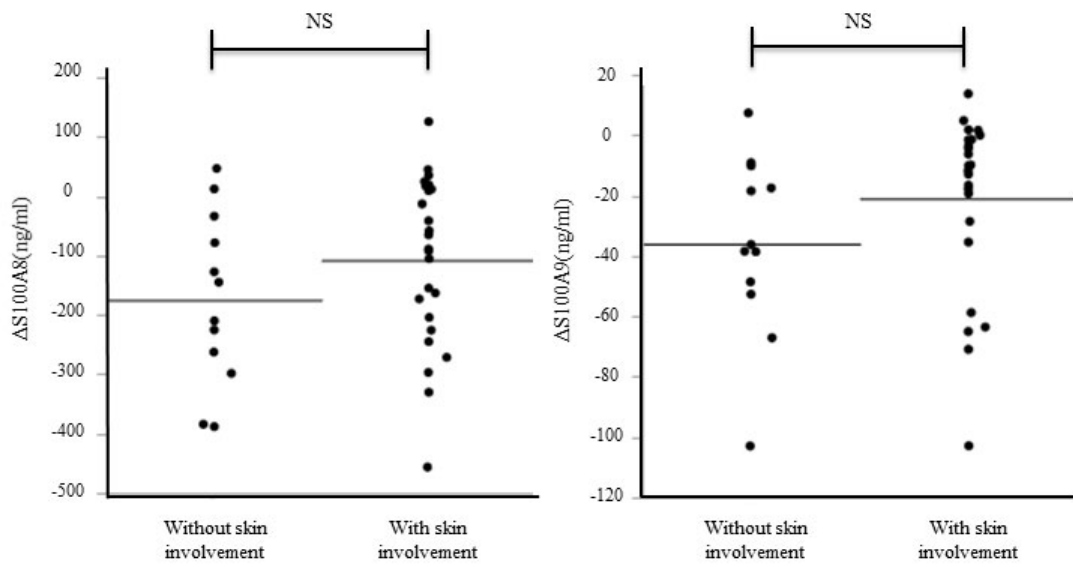 NS
200
100
0
-100
-200
-300
-400
-500
ΔS100A8(ng/ml)
Without skin
involvement
With skin
involvement
NS
20
0
-20
-40
-60
-80
-100
-120
ΔS100A9(ng/ml)
Without skin
involvement
With skin
involvement